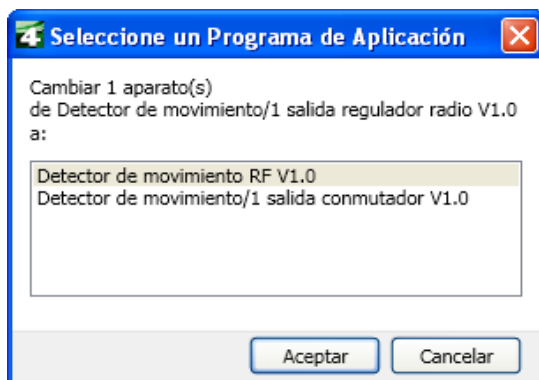 4 Seleccione un Programa de Aplicación
Cambiar 1 aparato(s)
de Detector de movimiento/1 salida regulador radio V1.0
a:
Detector de movimiento RF V1.0
Detector de movimiento/1 salida conmutador V1.0
Aceptar Cancelar